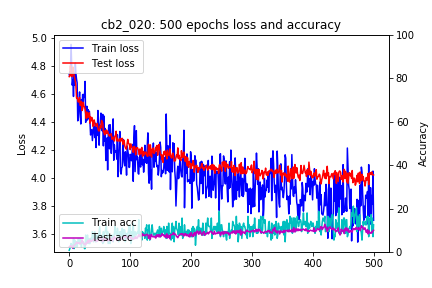 cb2_020: 500 epochs loss and accuracy
5.0
4.8
4.6
4.4
4.2
4.0
3.8
3.6
Loss
Train loss
Test loss
Train acc
Test acc
100
80
60
40
20
0
Accuracy
0
100
200
300
400
500